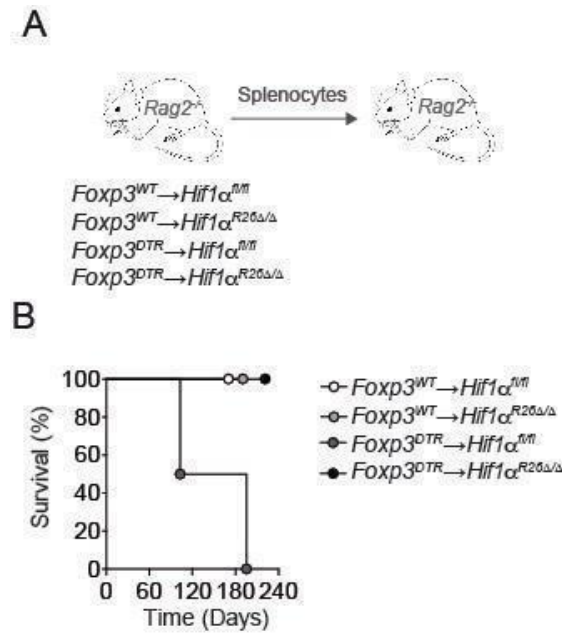 A
Rag2-/-
Splenocytes
Rag2-/-
Foxp3WT→Hif1αfl/fl
Foxp3WT→Hif1αR26Δ/Δ
Foxp3DTR→Hif1αfl/fl
Foxp3DTR→Hif1αR26Δ/Δ
B
100
80
60
40
20
0
Survival (%)
0 60 120 180 240
Time (Days)
Foxp3WT→Hif1αfl/fl
Foxp3WT→Hif1αR26Δ/Δ
Foxp3DTR→Hif1αfl/fl
Foxp3DTR→Hif1αR26Δ/Δ